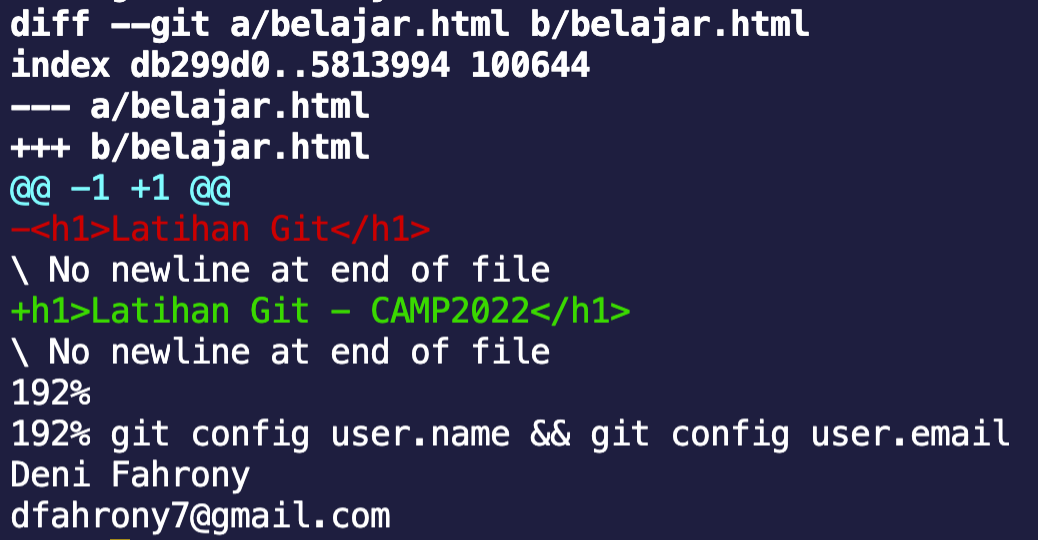 diff --git a/belajar.html b/belajar.html
index db299d0..5813994 100644
--- a/belajar.html
+++ b/belajar.html
@@ -1 +1 @@
-<h1>Latihan Git</h1>
\ No newline at end of file
+h1>Latihan Git - CAMP2022</h1>
\ No newline at end of file
192%
192% git config user.name && git config user.email
Deni Fahrony
dfahrony7@gmail.com